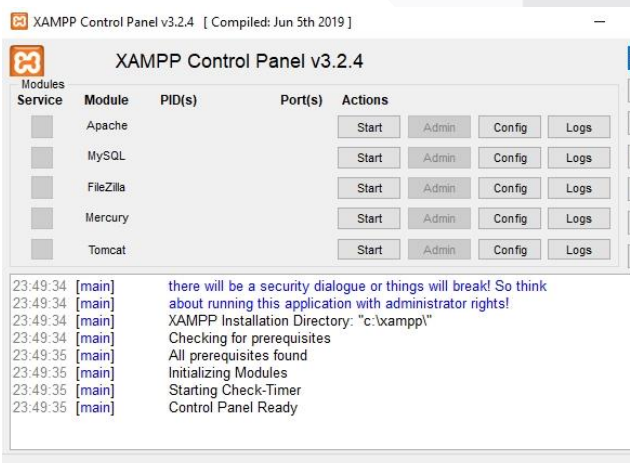 XAMPP Control Panel v3.2.4 [ Compiled: Jun 5th 2019 ]
XAMPP Control Panel v3.2.4
Modules
Service Module PID(s) Port(s) Actions
Apache Start Admin Config Logs
MySQL Start Admin Config Logs
FileZilla Start Admin Config Logs
Mercury Start Admin Config Logs
Tomcat Start Admin Config Logs
23:49:34 [main] there will be a security dialogue or things will break! So think
23:49:34 [main] about running this application with administrator rights!
23:49:34 [main] XAMPP Installation Directory: "c:\xampp\"
23:49:34 [main] Checking for prerequisites
23:49:35 [main] All prerequisites found
23:49:35 [main] Initializing Modules
23:49:35 [main] Starting Check-Timer
23:49:35 [main] Control Panel Ready